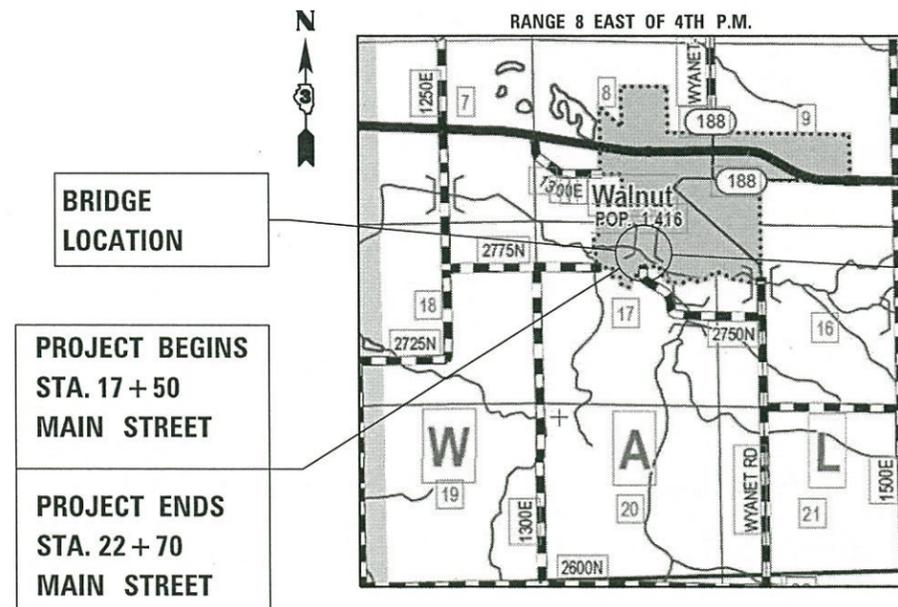 RANGE 8 EAST OF 4TH P.M.
N
3
BRIDGE
LOCATION
PROJECT BEGINS
STA. 17 + 50
MAIN STREET
PROJECT ENDS
STA. 22 + 70
MAIN STREET
1250E
7
8
WYANET
188
9
188
1300E
Walnut
POP. 1,416
2775N
18
17
2750N
16
2725N
W
A
L
19
1300E
20
WYANET RD
21
1500E
2600N